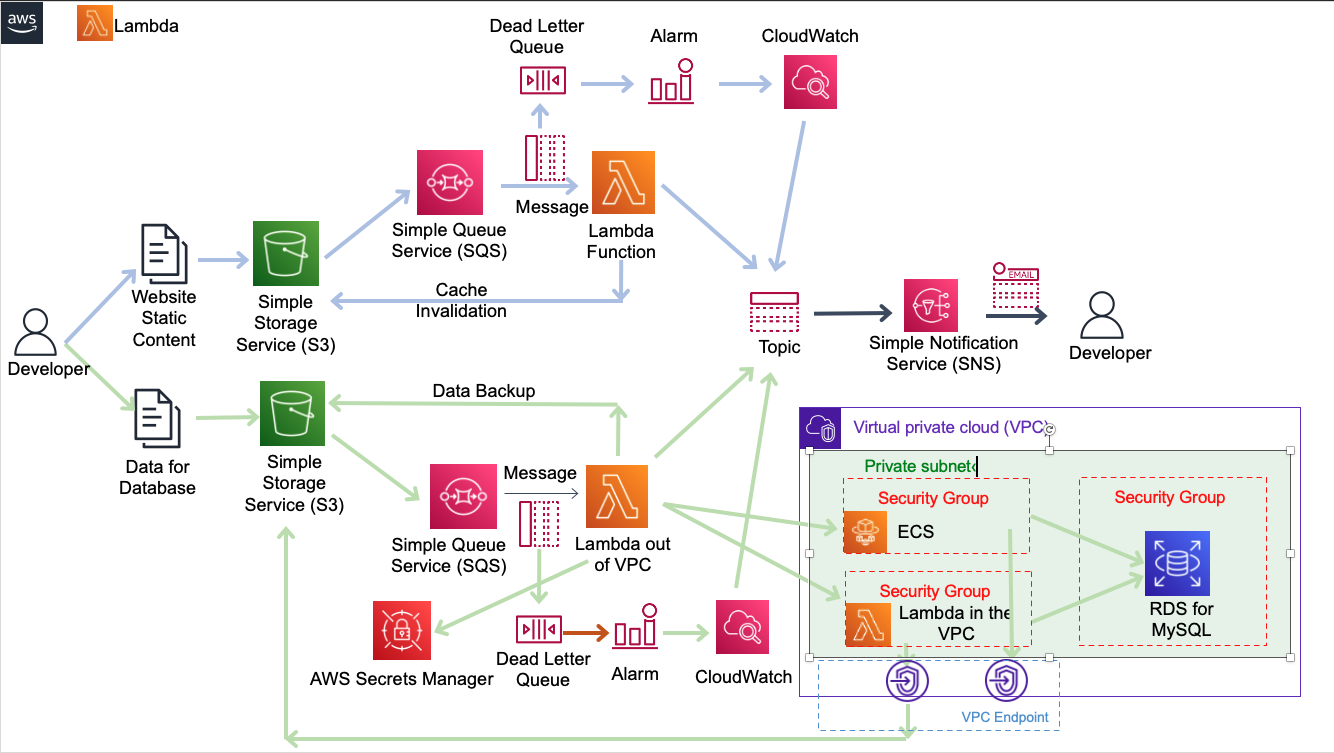 aws
Lambda
Dead Letter
Queue
Alarm
CloudWatch
Simple Queue
Service (SQS)
Message
Lambda
Function
Website
Static
Content
Simple
Storage
Service (S3)
Cache
Invalidation
Developer
Topic
EMAIL
Simple Notification
Service (SNS)
Developer
Data Backup
Data for
Database
Simple
Storage
Service (S3)
Message
Simple Queue
Service (SQS)
Lambda out
of VPC
AWS Secrets Manager
Dead Letter
Queue
Alarm
CloudWatch
Virtual private cloud (VPC)
Private subnet
Security Group
ECS
Security Group
Lambda in the
VPC
Security Group
RDS for
MySQL
VPC Endpoint